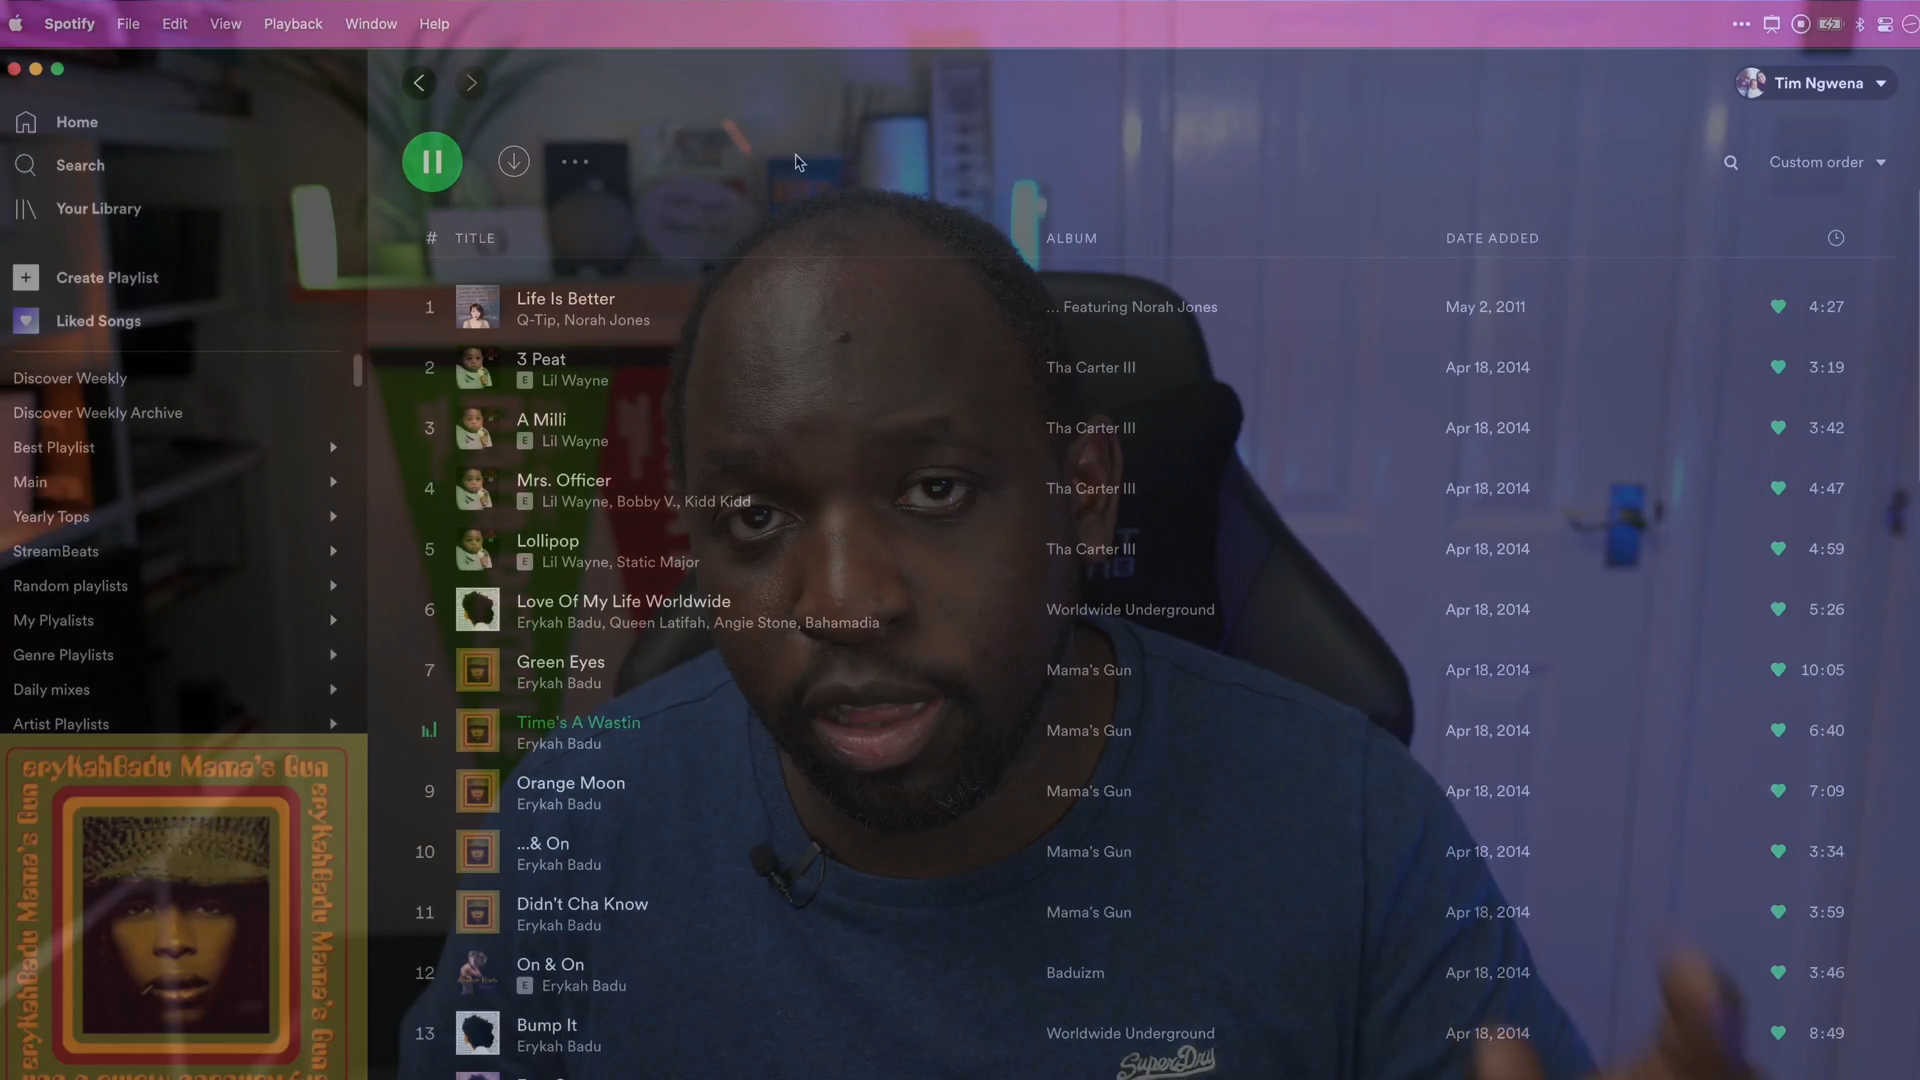 Spotify File Edit View Playback Window Help
Tim Ngwena
Home
Search
Your Library
Create Playlist
Liked Songs
Discover Weekly
Discover Weekly Archive
Best Playlist
Main
Yearly Tops
StreamBeats
Random playlists
My Plyalists
Genre Playlists
Daily mixes
Artist Playlists
eryKahBadu Mama's Gun
eryKahBadu Mama's Gun
eryKahBadu Mama's Gun
Custom order
# TITLE ALBUM DATE ADDED
1 Life Is Better ... Featuring Norah Jones May 2, 2011 4:27
Q-Tip, Norah Jones
2 3 Peat Tha Carter III Apr 18, 2014 3:19
E Lil Wayne
3 A Milli Tha Carter III Apr 18, 2014 3:42
E Lil Wayne
4 Mrs. Officer Tha Carter III Apr 18, 2014 4:47
E Lil Wayne, Bobby V., Kidd Kidd
5 Lollipop Tha Carter III Apr 18, 2014 4:59
E Lil Wayne, Static Major
6 Love Of My Life Worldwide Worldwide Underground Apr 18, 2014 5:26
Erykah Badu, Queen Latifah, Angie Stone, Bahamadia
7 Green Eyes Mama's Gun Apr 18, 2014 10:05
Erykah Badu
Time's A Wastin Mama's Gun Apr 18, 2014 6:40
Erykah Badu
9 Orange Moon Mama's Gun Apr 18, 2014 7:09
Erykah Badu
10 ...& On Mama's Gun Apr 18, 2014 3:34
Erykah Badu
11 Didn't Cha Know Mama's Gun Apr 18, 2014 3:59
Erykah Badu
12 On & On Baduizm Apr 18, 2014 3:46
E Erykah Badu
13 Bump It Worldwide Underground Apr 18, 2014 8:49
Erykah Badu
SuperDry